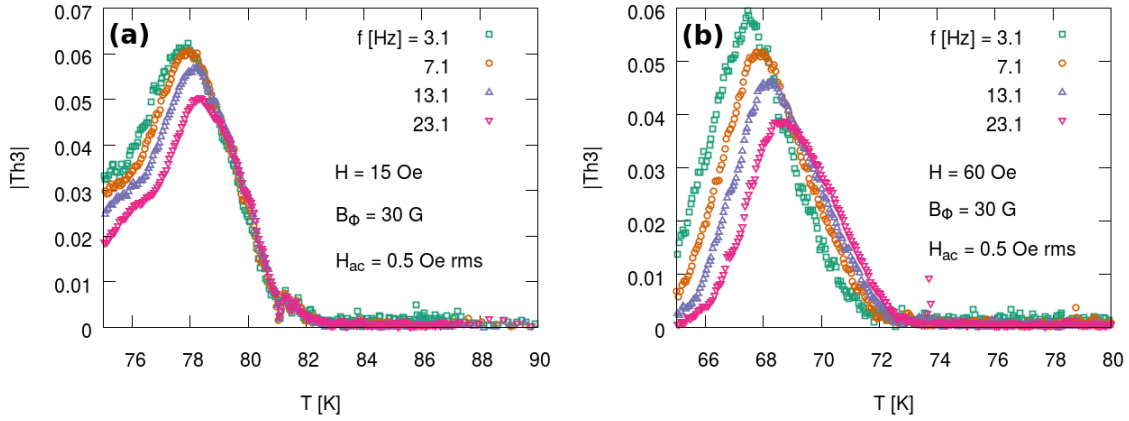 (a)
f [Hz] = 3.1
7.1
13.1
23.1
H = 15 Oe
B_Φ = 30 G
H_ac = 0.5 Oe rms
|Th3|
0.07
0.06
0.05
0.04
0.03
0.02
0.01
0
76 78 80 82 84 86 88 90
T [K]
(b)
f [Hz] = 3.1
7.1
13.1
23.1
H = 60 Oe
B_Φ = 30 G
H_ac = 0.5 Oe rms
|Th3|
0.06
0.05
0.04
0.03
0.02
0.01
0
66 68 70 72 74 76 78 80
T [K]